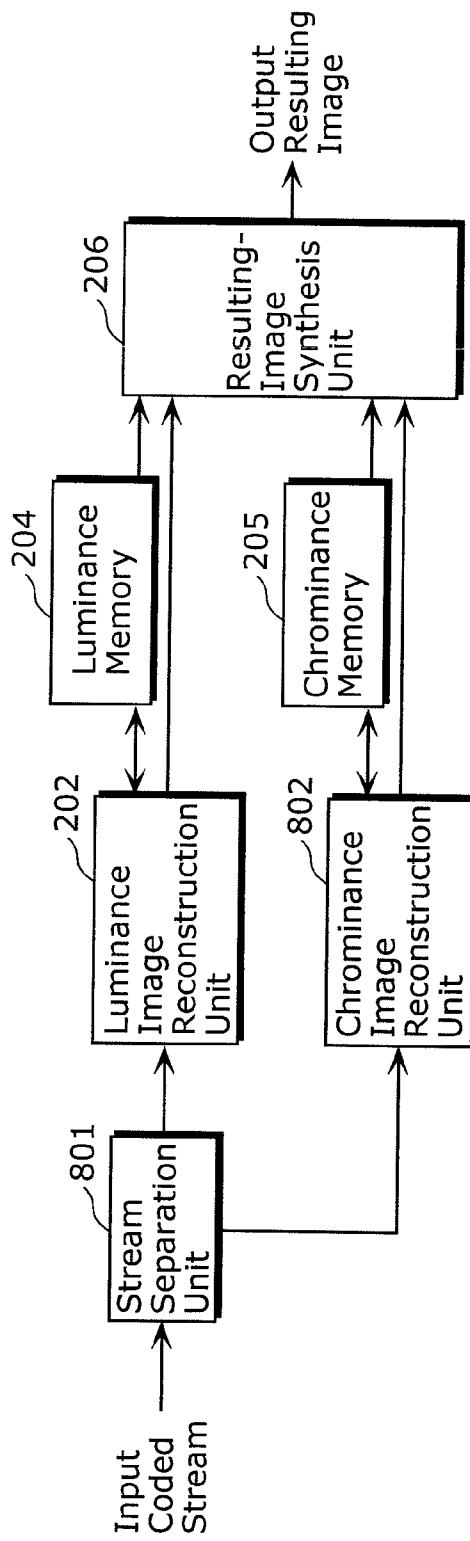 Input
Coded
Stream
801
Stream
Separation
Unit
202
Luminance
Image
Reconstruction
Unit
204
Luminance
Memory
802
Chrominance
Image
Reconstruction
Unit
205
Chrominance
Memory
206
Resulting-
Image
Synthesis
Unit
Output
Resulting
Image